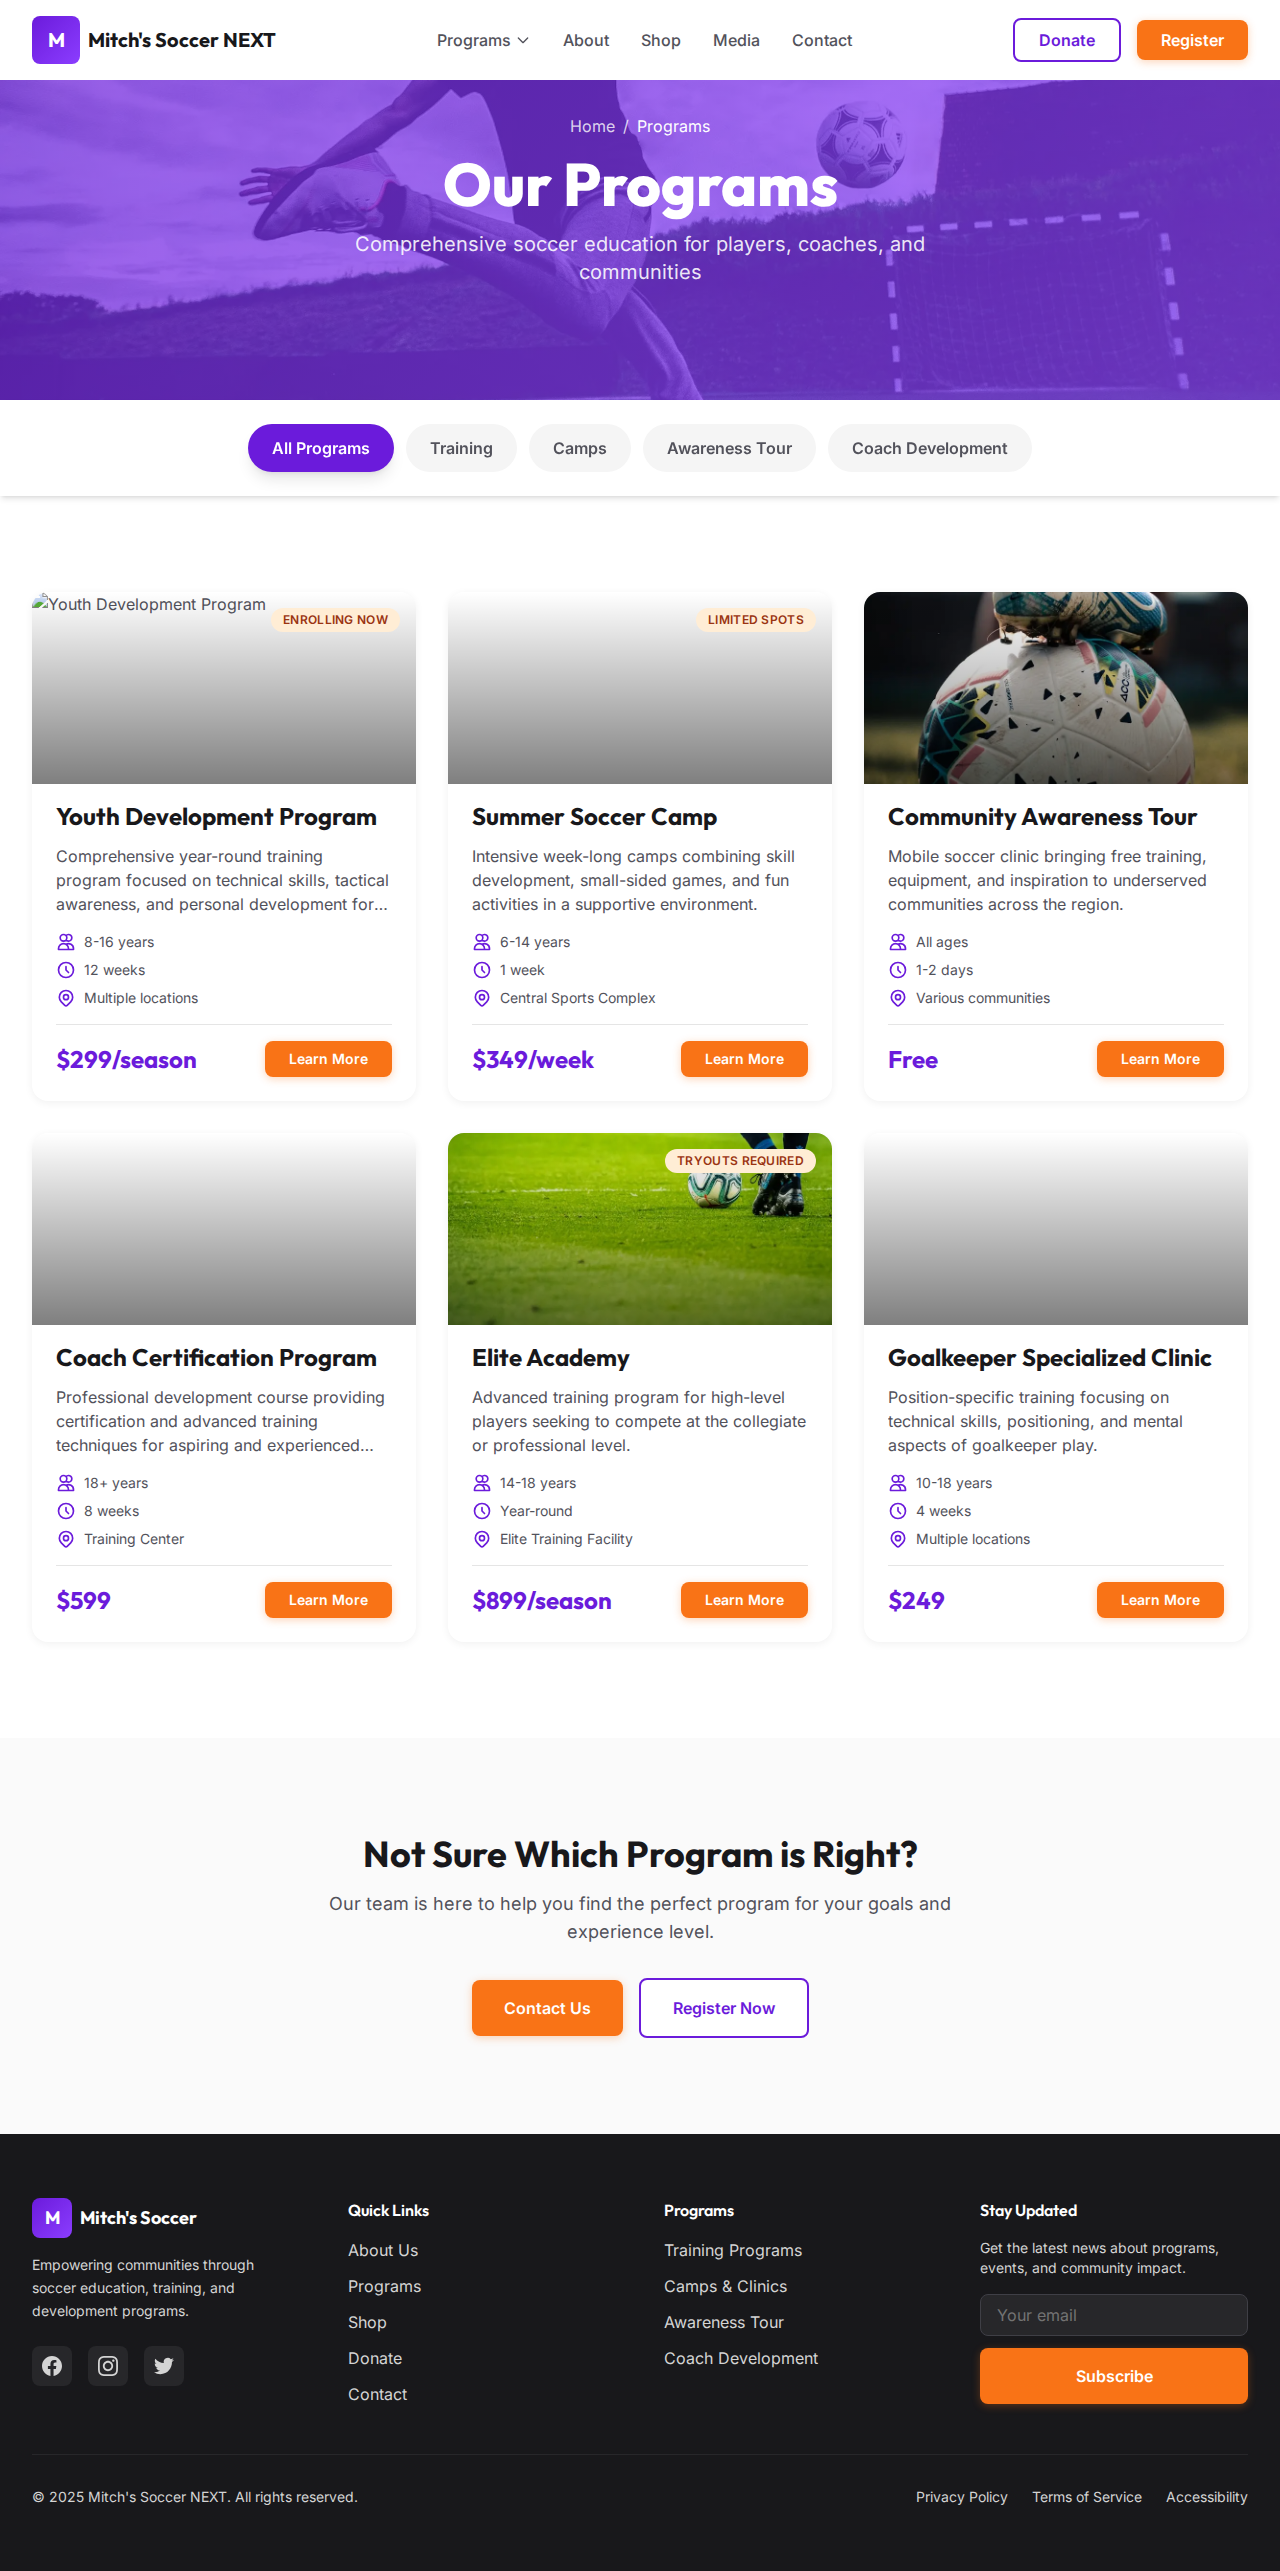 M Mitch's Soccer NEXT Programs About Shop Media Contact Donate Register
Home / Programs
Our Programs
Comprehensive soccer education for players, coaches, and
communities
All Programs Training Camps Awareness Tour Coach Development
Youth Development Program
ENROLLING NOW
Youth Development Program
Comprehensive year-round training
program focused on technical skills, tactical
awareness, and personal development for...
8-16 years
12 weeks
Multiple locations
$299/season Learn More
LIMITED SPOTS
Summer Soccer Camp
Intensive week-long camps combining skill
development, small-sided games, and fun
activities in a supportive environment.
6-14 years
1 week
Central Sports Complex
$349/week Learn More
Community Awareness Tour
Mobile soccer clinic bringing free training,
equipment, and inspiration to underserved
communities across the region.
All ages
1-2 days
Various communities
Free Learn More
Coach Certification Program
Professional development course providing
certification and advanced training
techniques for aspiring and experienced...
18+ years
8 weeks
Training Center
$599 Learn More
TRYOUTS REQUIRED
Elite Academy
Advanced training program for high-level
players seeking to compete at the collegiate
or professional level.
14-18 years
Year-round
Elite Training Facility
$899/season Learn More
Goalkeeper Specialized Clinic
Position-specific training focusing on
technical skills, positioning, and mental
aspects of goalkeeper play.
10-18 years
4 weeks
Multiple locations
$249 Learn More
Not Sure Which Program is Right?
Our team is here to help you find the perfect program for your goals and
experience level.
Contact Us Register Now
M Mitch's Soccer
Empowering communities through
soccer education, training, and
development programs.
Quick Links
About Us
Programs
Shop
Donate
Contact
Programs
Training Programs
Camps & Clinics
Awareness Tour
Coach Development
Stay Updated
Get the latest news about programs,
events, and community impact.
Your email
Subscribe
© 2025 Mitch's Soccer NEXT. All rights reserved. Privacy Policy Terms of Service Accessibility